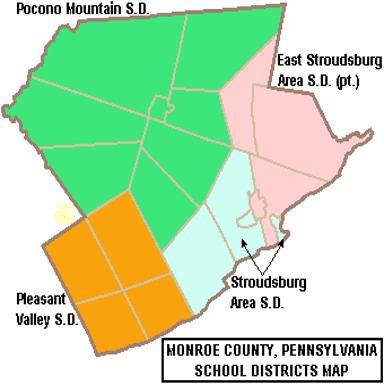 Pocono Mountain S.D.
East Stroudsburg
Area S.D. (pt.)
Stroudsburg
Area S.D.
Pleasant
Valley S.D.
MONROE COUNTY, PENNSYLVANIA
SCHOOL DISTRICTS MAP